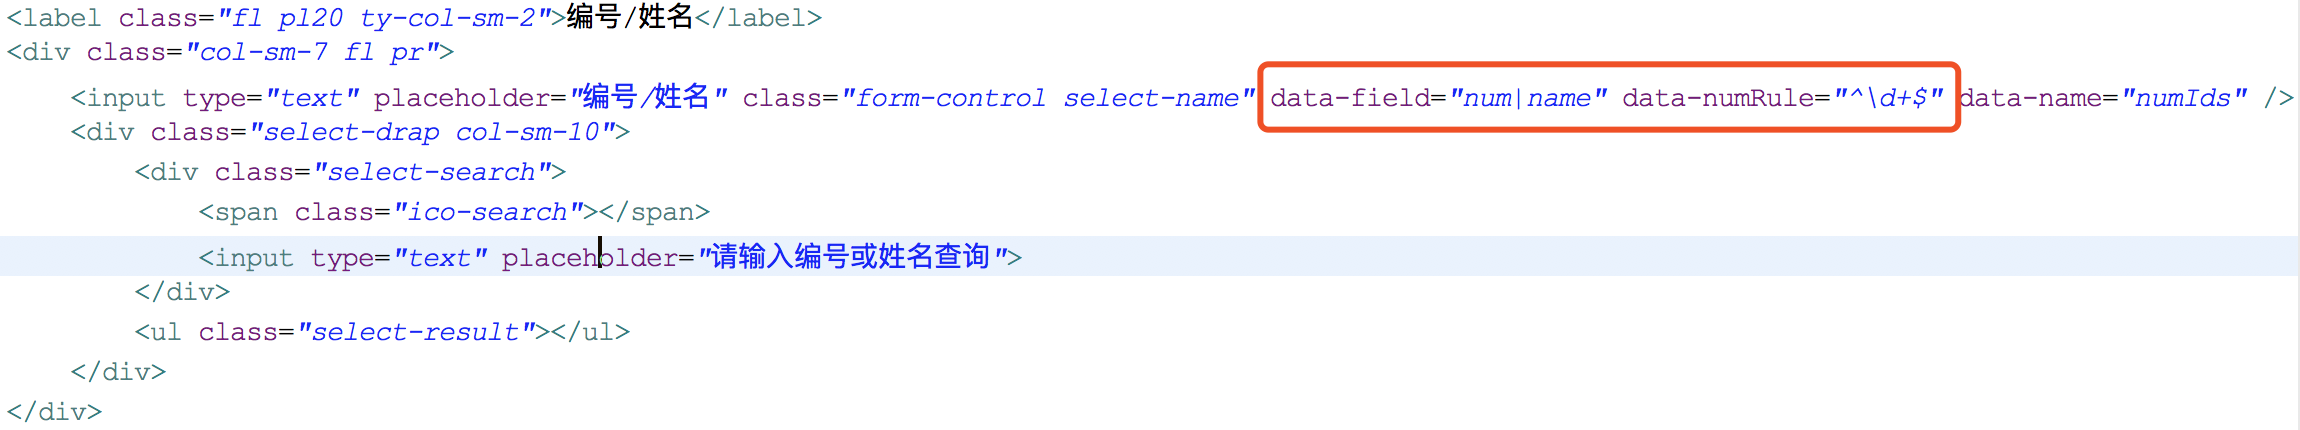 <label class="fl pl20 ty-col-sm-2">编号/姓名</label>
<div class="col-sm-7 fl pr">
<input type="text" placeholder="编号/姓名" class="form-control select-name" data-field="num|name" data-numRule="^\d+$" data-name="numIds" />
<div class="select-drap col-sm-10">
<div class="select-search">
<span class="ico-search"></span>
<input type="text" placeholder="请输入编号或姓名查询">
</div>
<ul class="select-result"></ul>
</div>
</div>